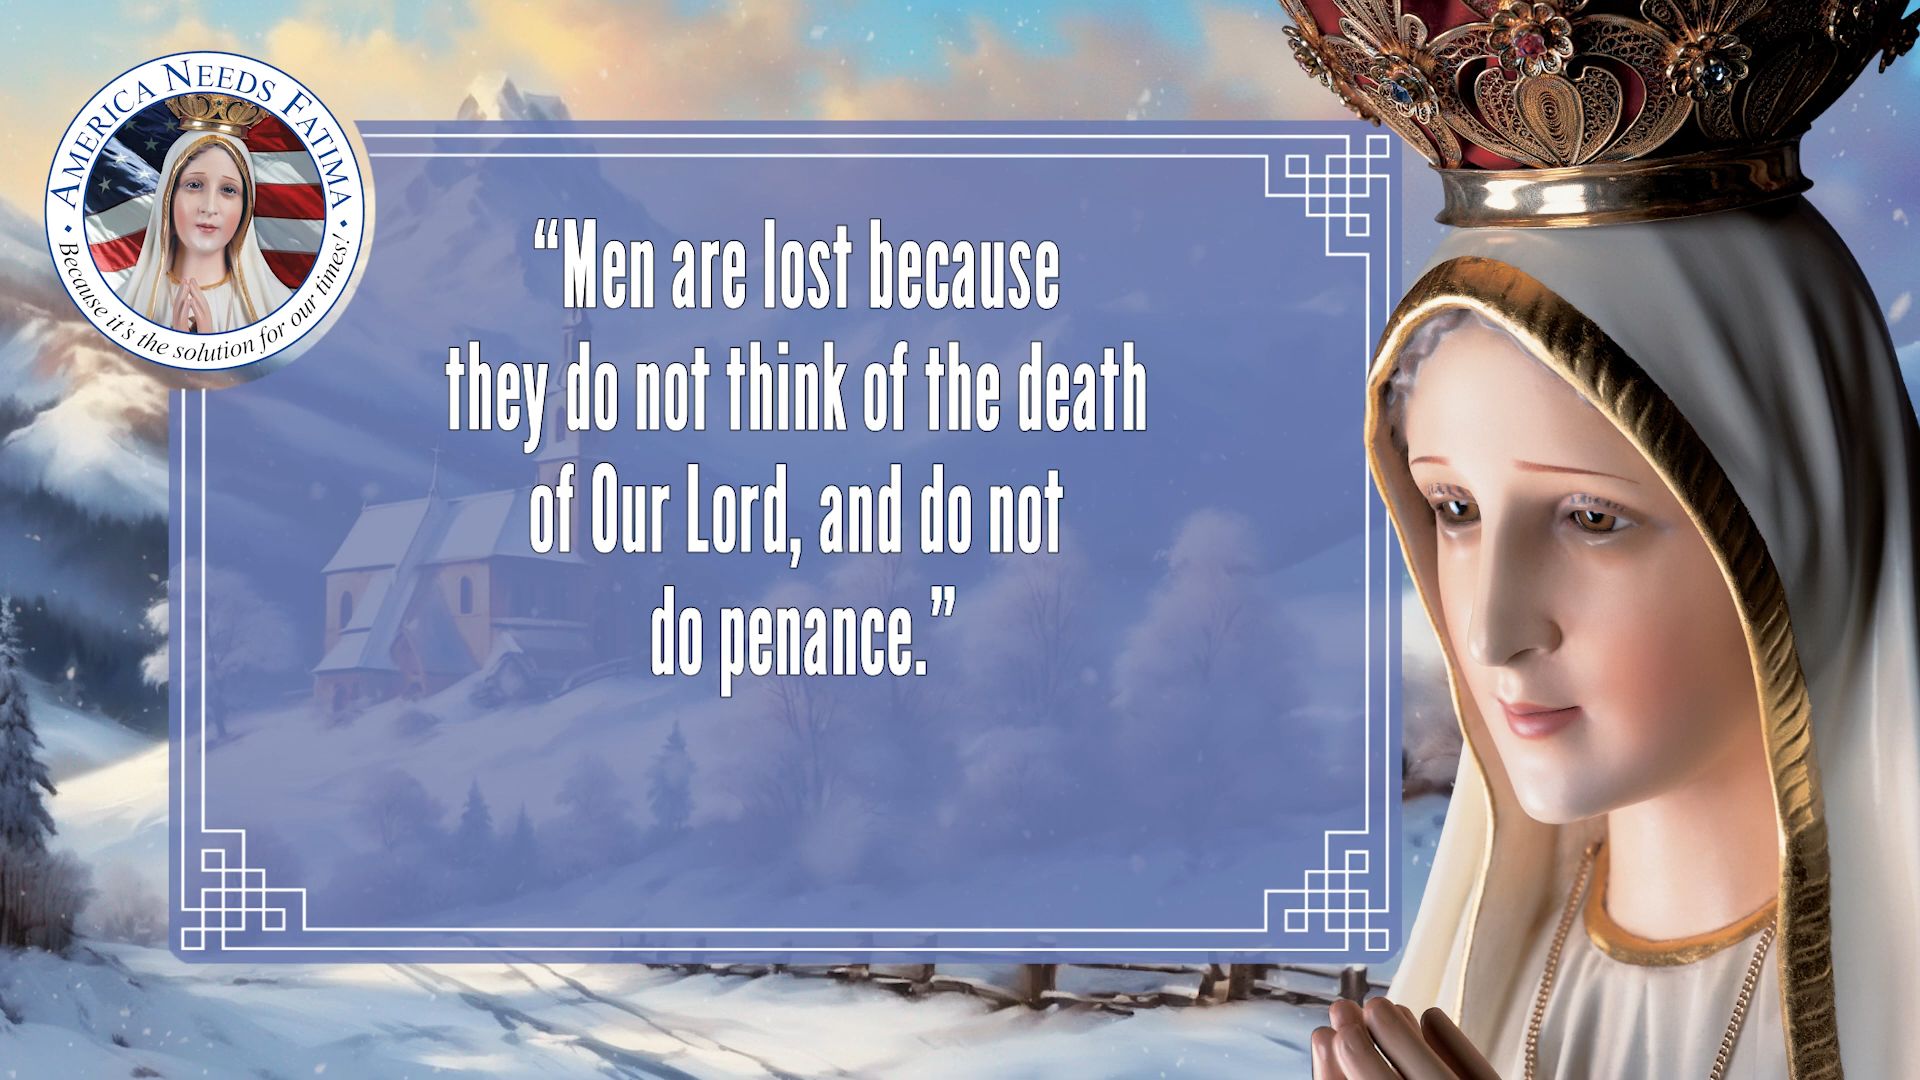 AMERICA NEEDS FATIMA
Because it's the solution for our times!
“Men are lost because
they do not think of the death
of Our Lord, and do not
do penance.”